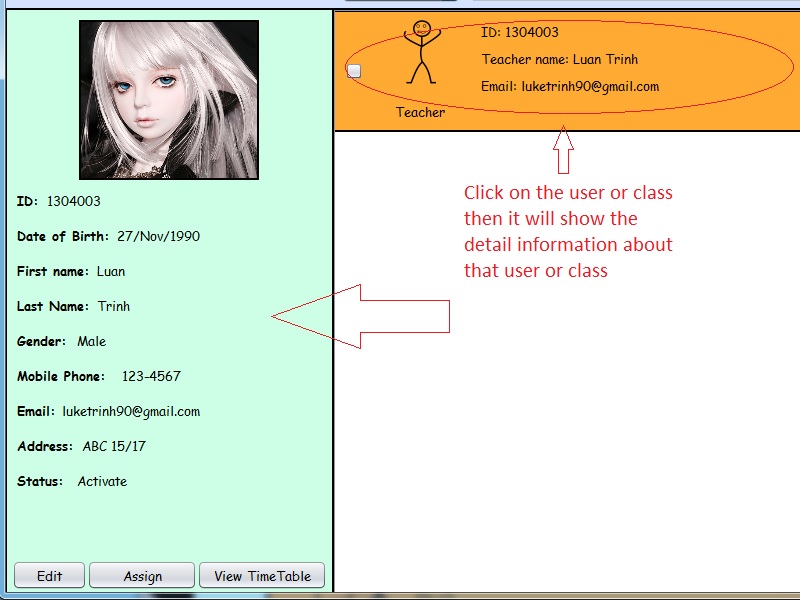 ID: 1304003
Date of Birth: 27/Nov/1990
First name: Luan
Last Name: Trinh
Gender: Male
Mobile Phone: 123-4567
Email: luketrinh90@gmail.com
Address: ABC 15/17
Status: Activate
Edit
Assign
View TimeTable
ID: 1304003
Teacher name: Luan Trinh
Email: luketrinh90@gmail.com
Teacher
Click on the user or class
then it will show the
detail information about
that user or class